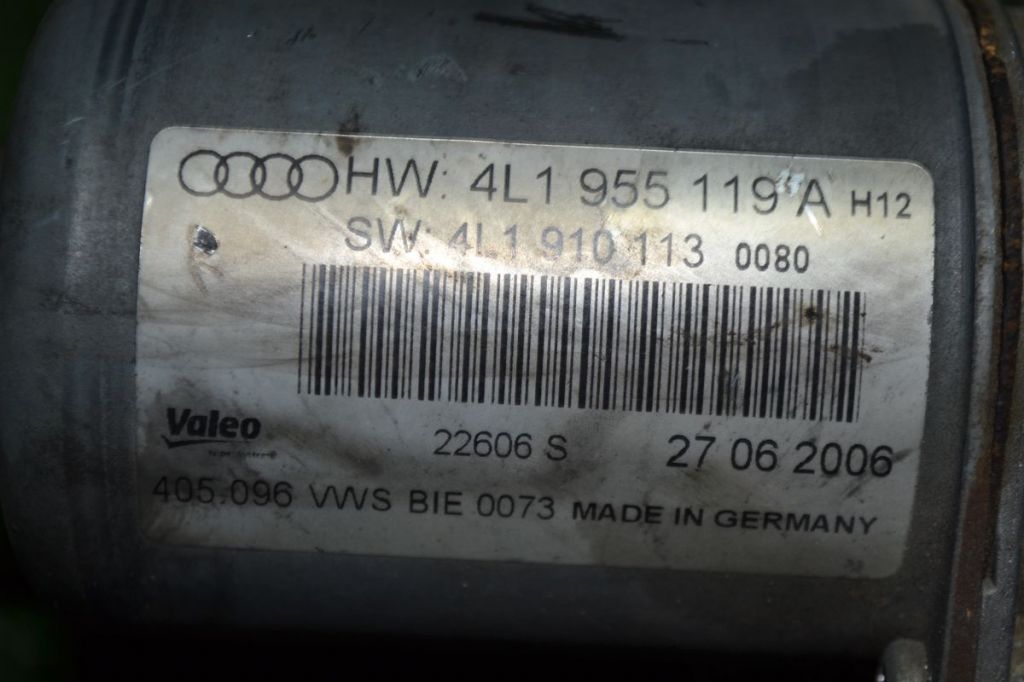 HW: 4L1 955 119 A H12
SW: 4L1 910 113 0080
Valeo
22606 S 27 06 2006
405.096 VWS BIE 0073 MADE IN GERMANY